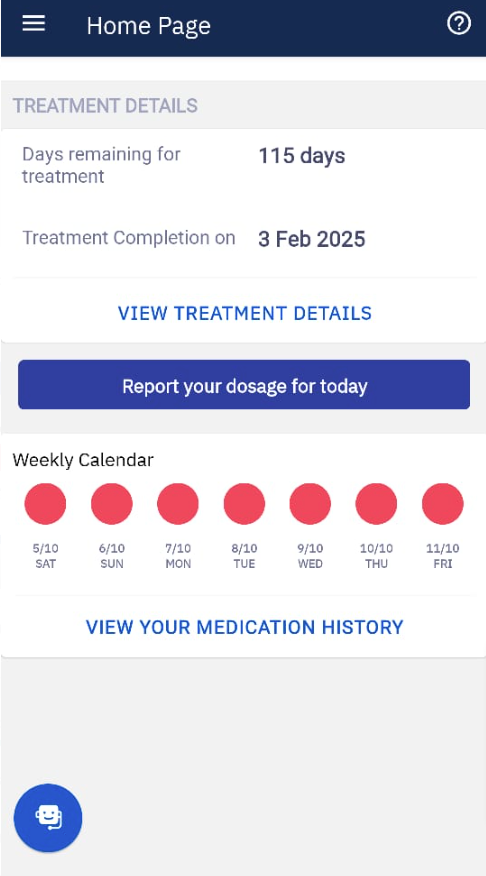 Home Page
TREATMENT DETAILS
Days remaining for
treatment
115 days
Treatment Completion on
3 Feb 2025
VIEW TREATMENT DETAILS
Report your dosage for today
Weekly Calendar
5/10 6/10 7/10 8/10 9/10 10/10 11/10
SAT SUN MON TUE WED THU FRI
VIEW YOUR MEDICATION HISTORY